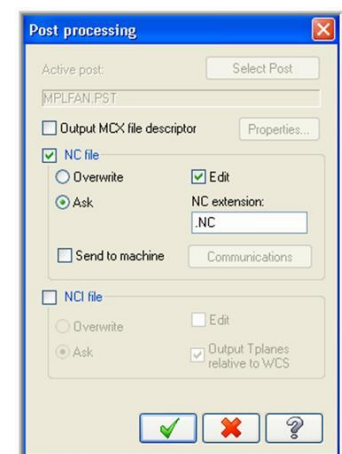 Post processing
Active post: Select Post
MPLFAN.PST
Output MCX file descriptor Properties...
NC file
Overwrite Edit
Ask NC extension:
.NC
Send to machine Communications
NCI file
Overwrite Edit
Ask Output Tplanes
relative to WCS